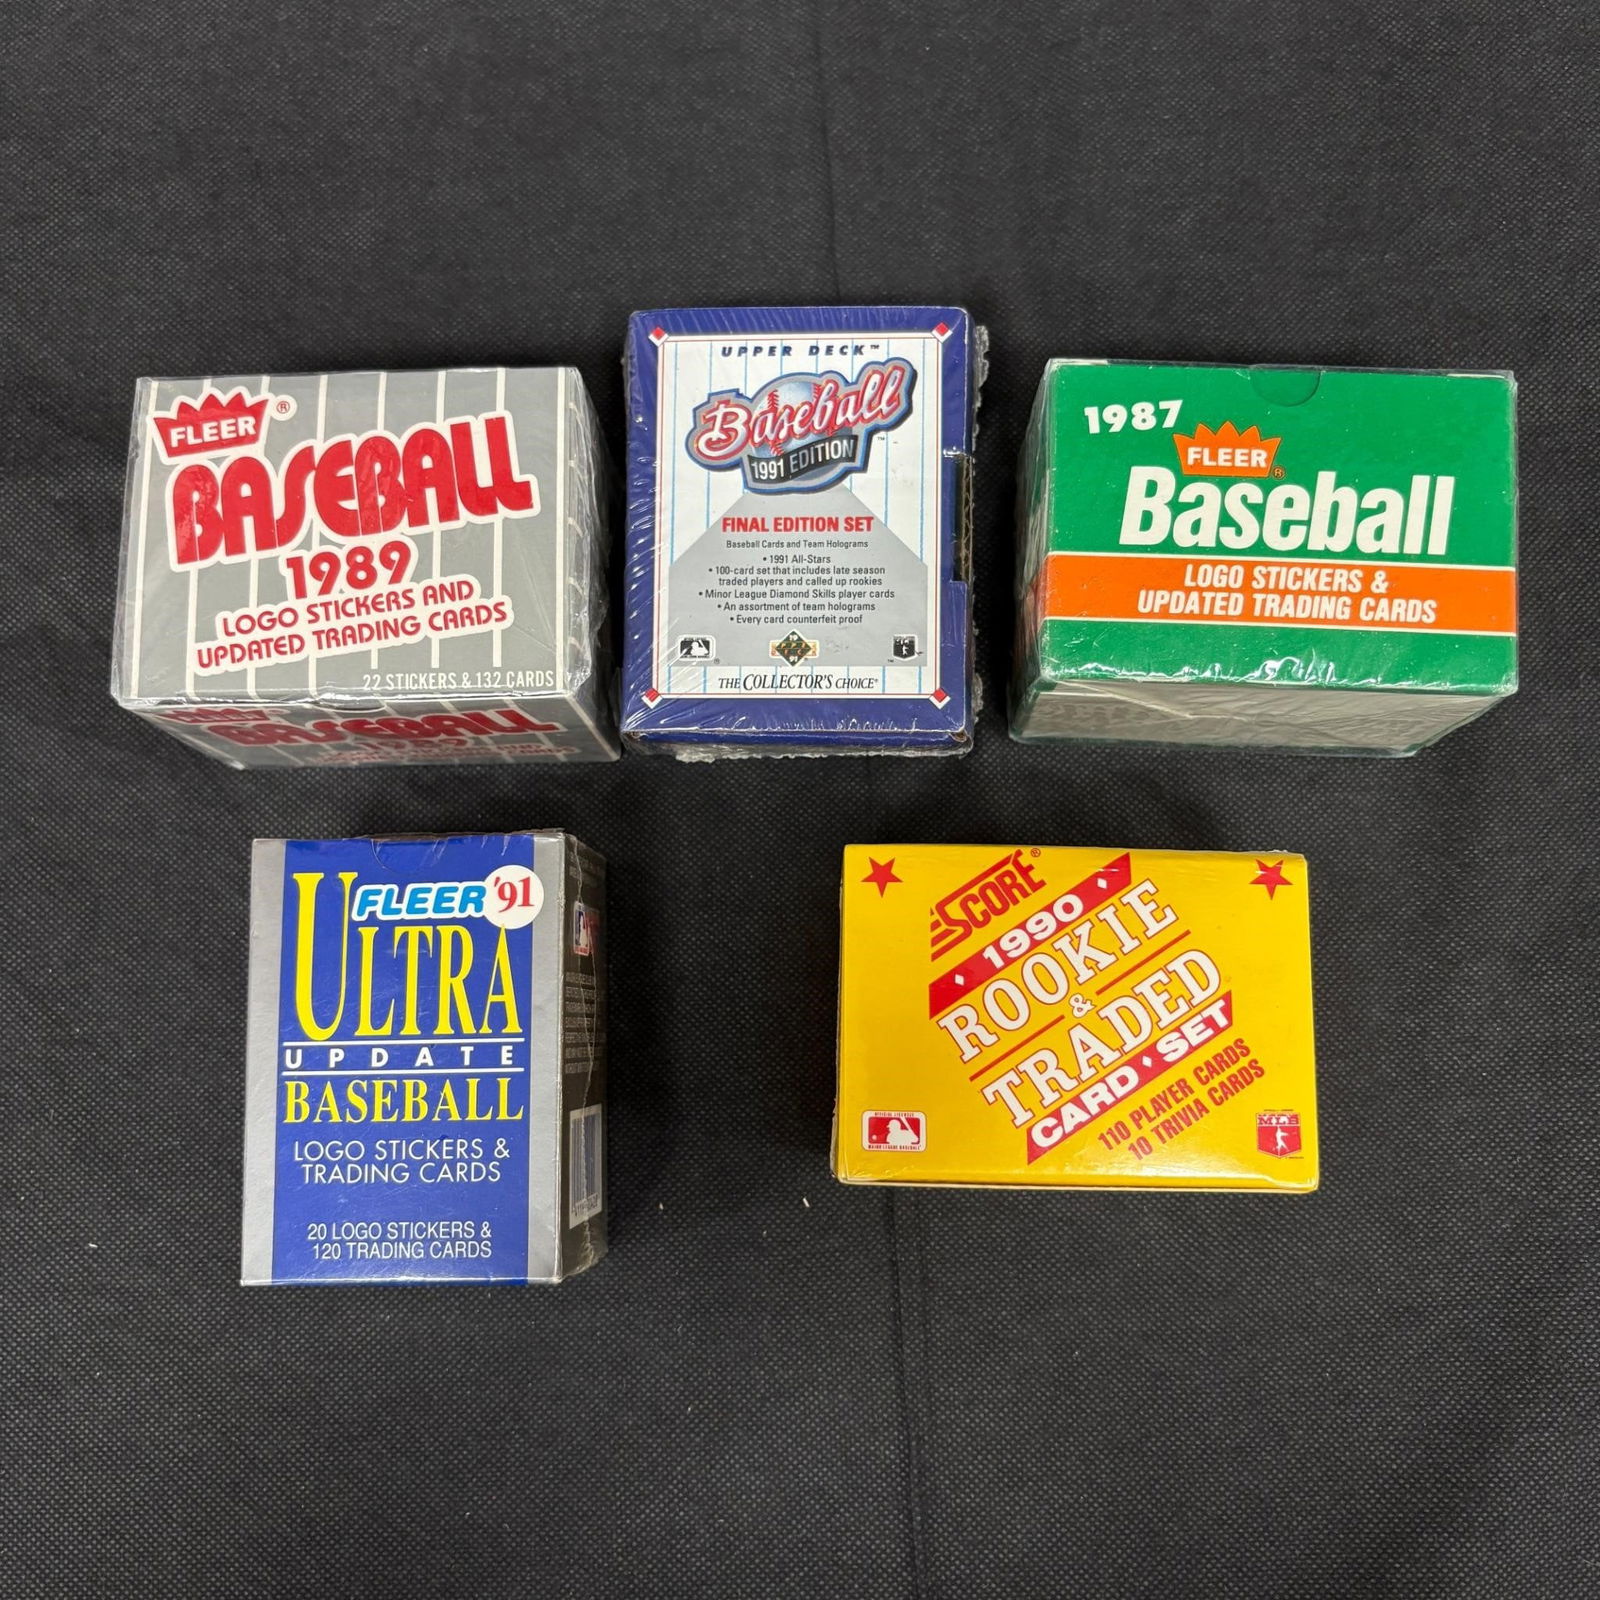 FLEER ®
BASEBALL
1989
LOGO STICKERS AND
UPDATED TRADING CARDS
22 STICKERS & 132 CARDS
BASEBALL
1989
UPPER DECK™
Baseball
1991 EDITION ™
FINAL EDITION SET
Baseball Cards and Team Holograms
• 1991 All-Stars
• 100-card set that includes late season
traded players and called up rookies
• Minor League Diamond Skills player cards
• An assortment of team holograms
• Every card counterfeit proof
THE COLLECTOR'S CHOICE®
1987
FLEER ®
Baseball
LOGO STICKERS &
UPDATED TRADING CARDS
FLEER '91
ULTRA
UPDATE
BASEBALL
LOGO STICKERS &
TRADING CARDS
20 LOGO STICKERS &
120 TRADING CARDS
SCORE®
1990
ROOKIE
&
TRADED
CARD SET
110 PLAYER CARDS
10 TRIVIA CARDS